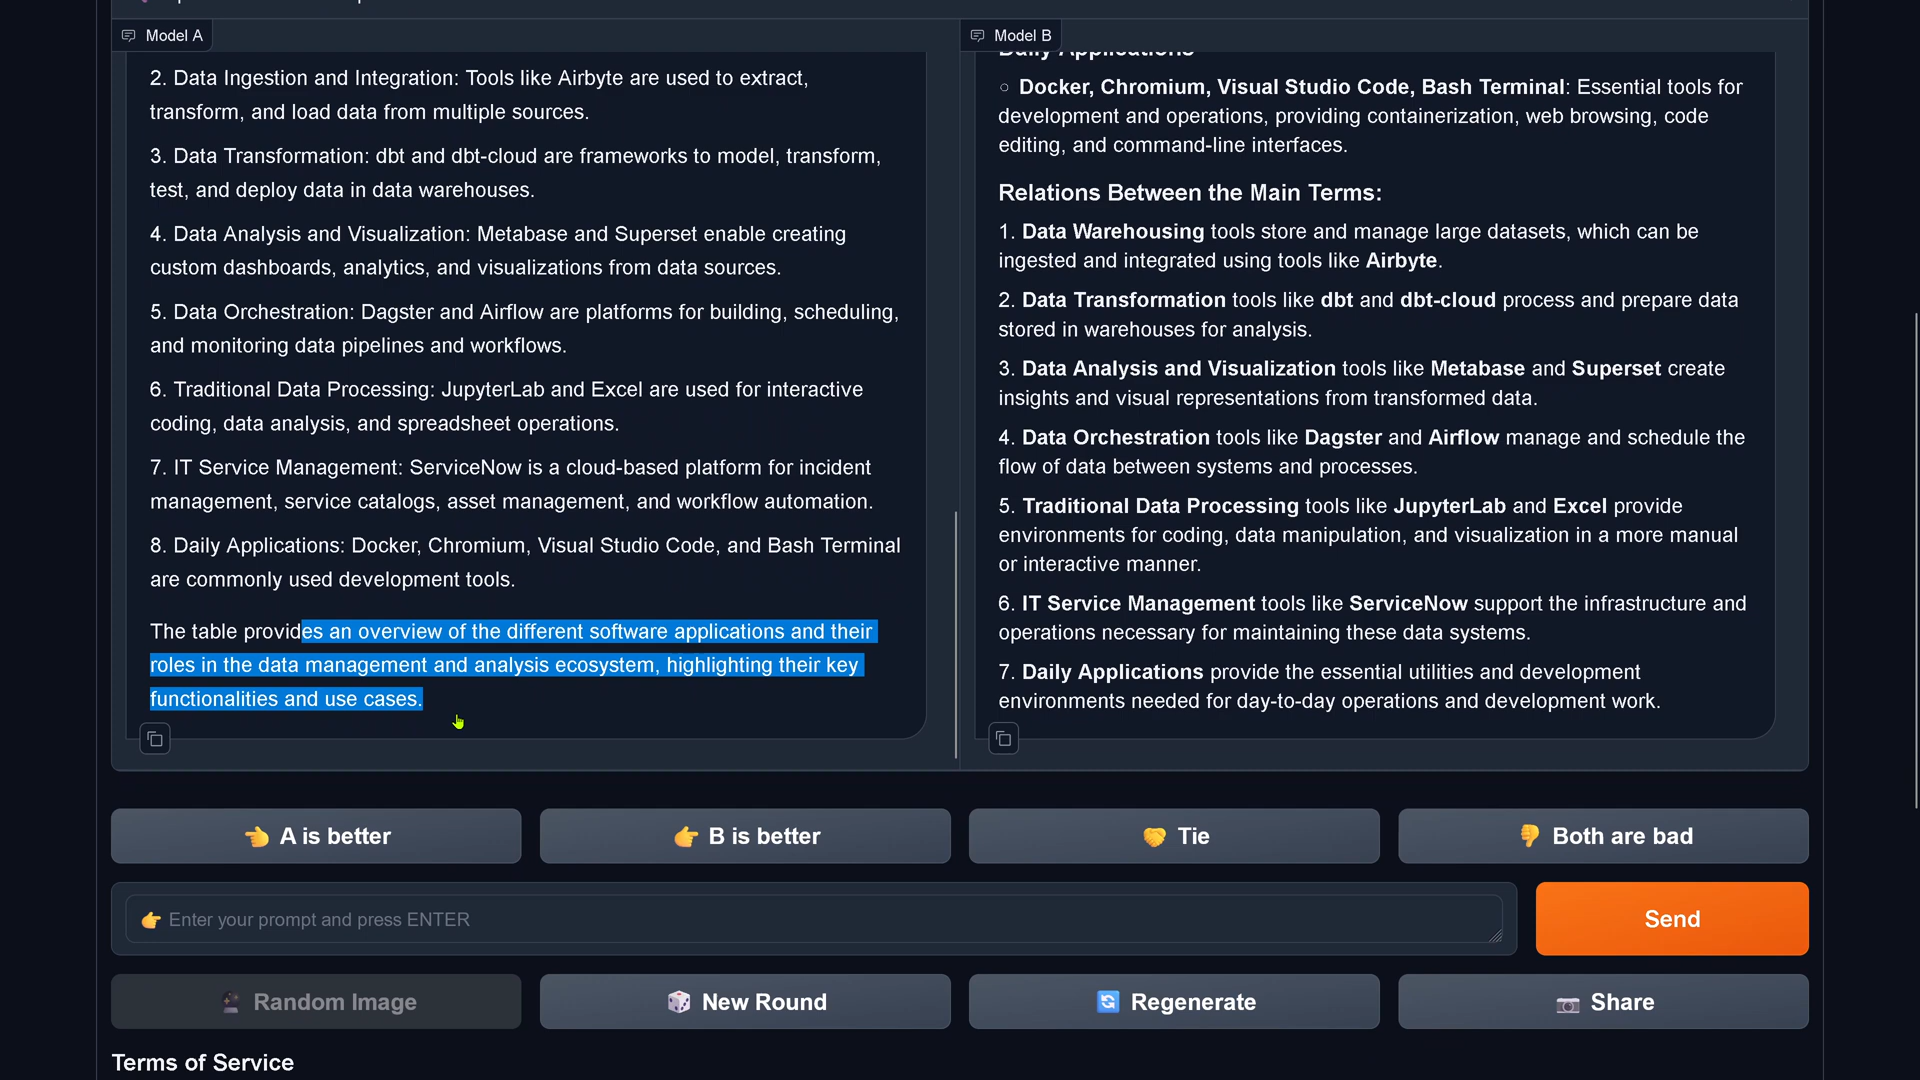 Model A
2. Data Ingestion and Integration: Tools like Airbyte are used to extract,
transform, and load data from multiple sources.
3. Data Transformation: dbt and dbt-cloud are frameworks to model, transform,
test, and deploy data in data warehouses.
4. Data Analysis and Visualization: Metabase and Superset enable creating
custom dashboards, analytics, and visualizations from data sources.
5. Data Orchestration: Dagster and Airflow are platforms for building, scheduling,
and monitoring data pipelines and workflows.
6. Traditional Data Processing: JupyterLab and Excel are used for interactive
coding, data analysis, and spreadsheet operations.
7. IT Service Management: ServiceNow is a cloud-based platform for incident
management, service catalogs, asset management, and workflow automation.
8. Daily Applications: Docker, Chromium, Visual Studio Code, and Bash Terminal
are commonly used development tools.
The table provides an overview of the different software applications and their
roles in the data management and analysis ecosystem, highlighting their key
functionalities and use cases.
Model B
Daily Applications
○ Docker, Chromium, Visual Studio Code, Bash Terminal: Essential tools for
development and operations, providing containerization, web browsing, code
editing, and command-line interfaces.
Relations Between the Main Terms:
1. Data Warehousing tools store and manage large datasets, which can be
ingested and integrated using tools like Airbyte.
2. Data Transformation tools like dbt and dbt-cloud process and prepare data
stored in warehouses for analysis.
3. Data Analysis and Visualization tools like Metabase and Superset create
insights and visual representations from transformed data.
4. Data Orchestration tools like Dagster and Airflow manage and schedule the
flow of data between systems and processes.
5. Traditional Data Processing tools like JupyterLab and Excel provide
environments for coding, data manipulation, and visualization in a more manual
or interactive manner.
6. IT Service Management tools like ServiceNow support the infrastructure and
operations necessary for maintaining these data systems.
7. Daily Applications provide the essential utilities and development
environments needed for day-to-day operations and development work.
👈 A is better
👉 B is better
🤝 Tie
👎 Both are bad
👉 Enter your prompt and press ENTER
Send
🔮 Random Image
🎲 New Round
🔄 Regenerate
📷 Share
Terms of Service